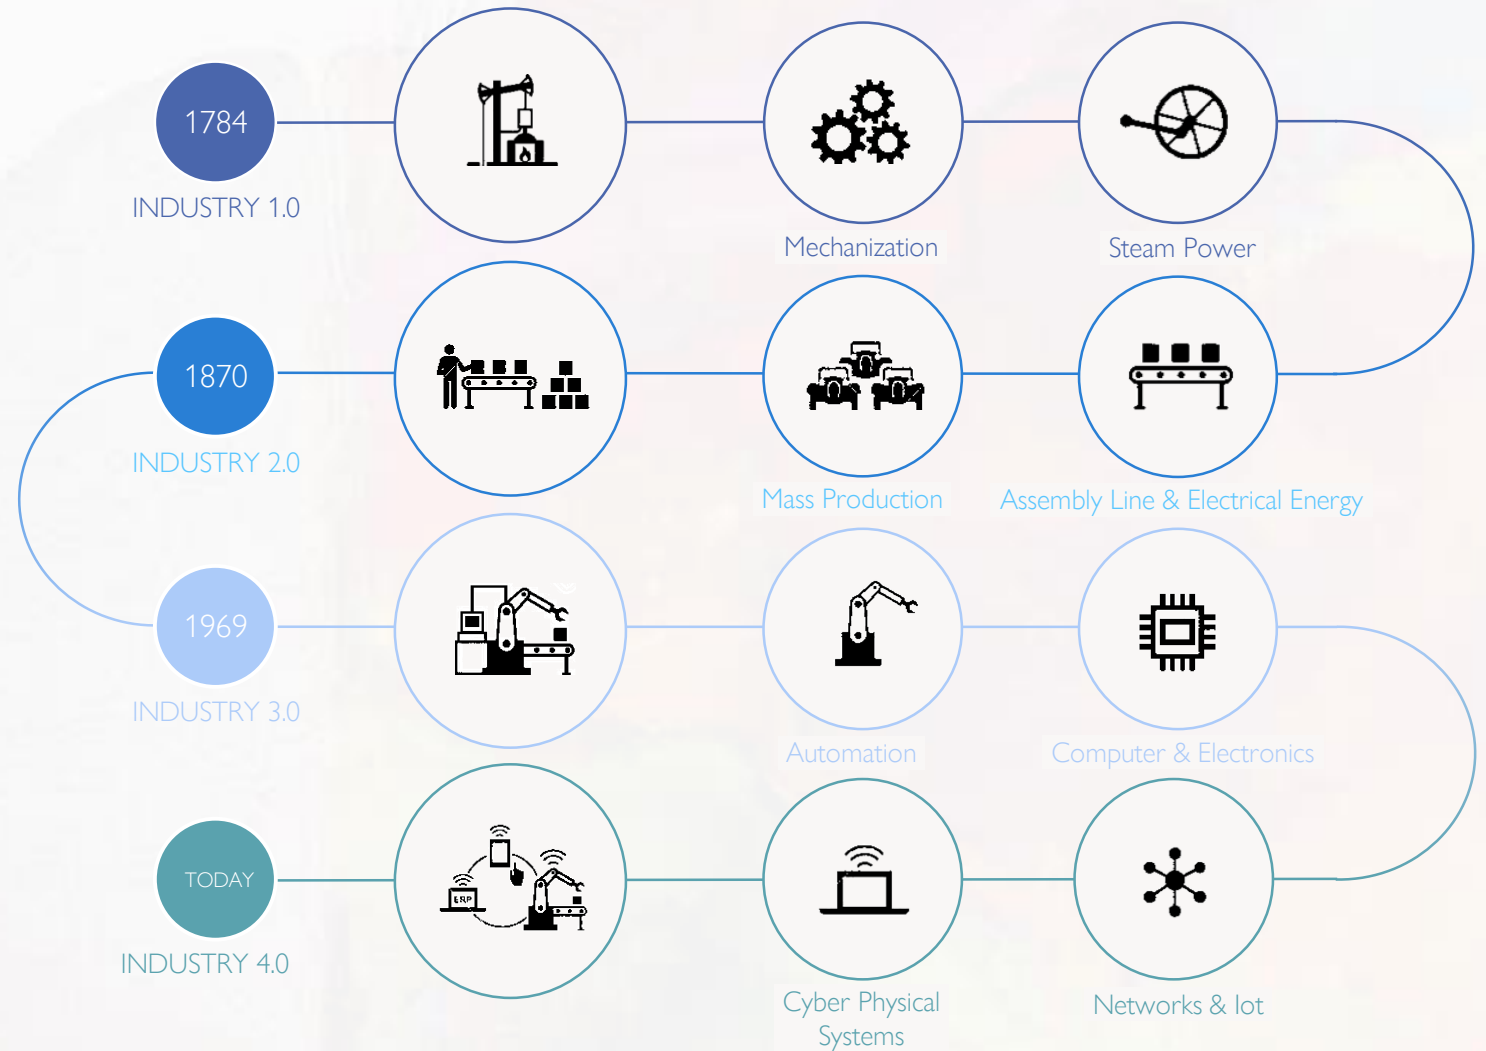 1784
INDUSTRY 1.0
Mechanization
Steam Power
1870
INDUSTRY 2.0
Mass Production
Assembly Line & Electrical Energy
1969
INDUSTRY 3.0
Automation
Computer & Electronics
TODAY
INDUSTRY 4.0
ERP
Cyber Physical
Systems
Networks & Iot